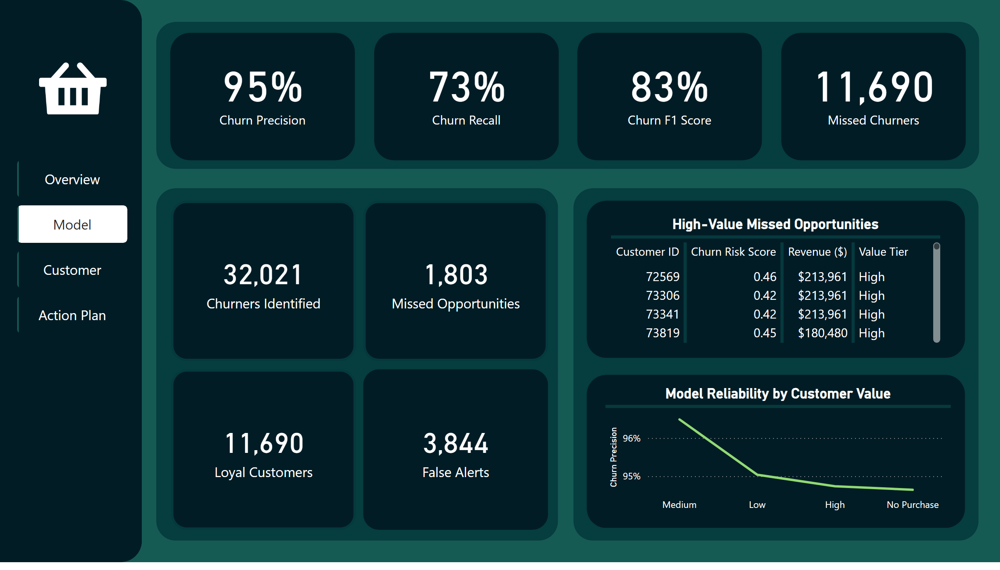 Overview
Model
Customer
Action Plan
95%
Churn Precision
73%
Churn Recall
83%
Churn F1 Score
11,690
Missed Churners
32,021
Churners Identified
1,803
Missed Opportunities
11,690
Loyal Customers
3,844
False Alerts
High-Value Missed Opportunities
Customer ID Churn Risk Score Revenue ($) Value Tier
72569 0.46 $213,961 High
73306 0.42 $213,961 High
73341 0.42 $213,961 High
73819 0.45 $180,480 High
Model Reliability by Customer Value
Churn Precision
96%
95%
Medium Low High No Purchase